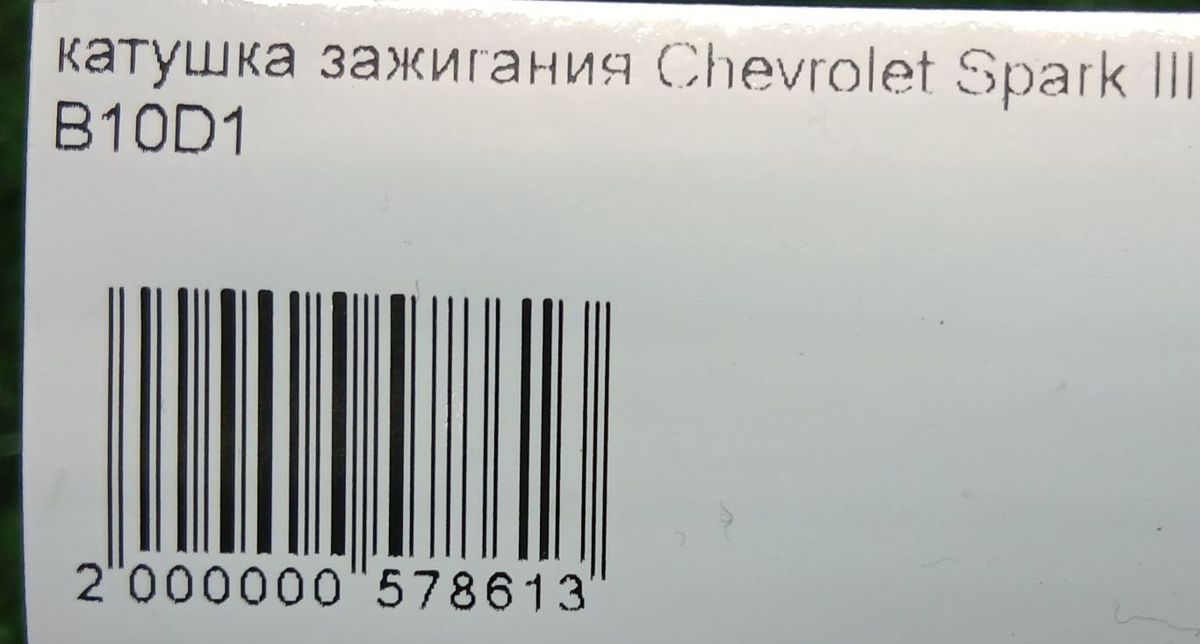 катушка зажигания Chevrolet Spark III
B10D1
2 000000 578613